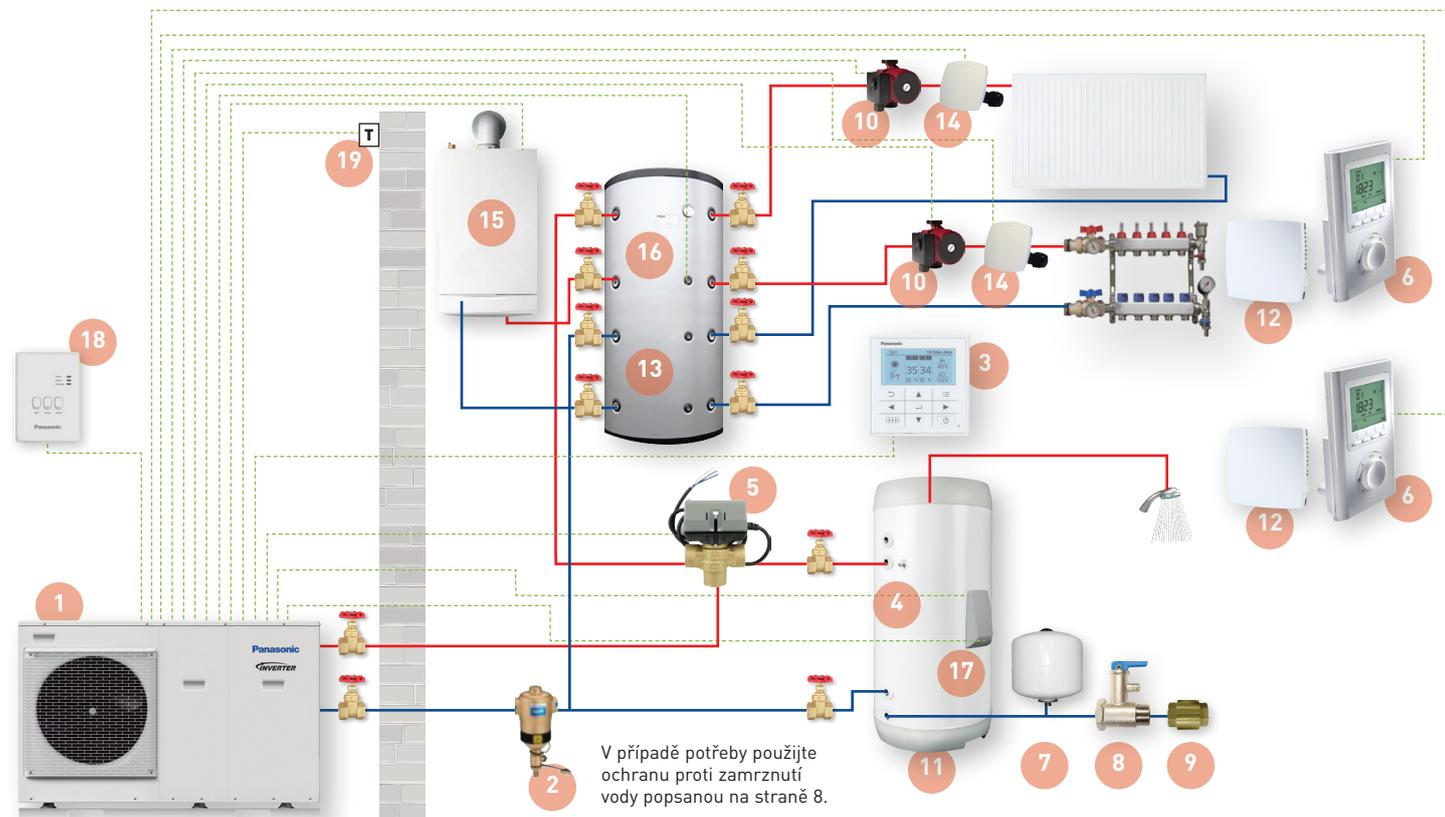 10
14
T
19
15
16
6
10
14
12
18
3
13
5
6
12
1
4
Panasonic
Panasonic
INVERTER
Panasonic
17
V případě potřeby použijte
ochranu proti zamrznutí
vody popsanou na straně 8.
2
11
7
8
9